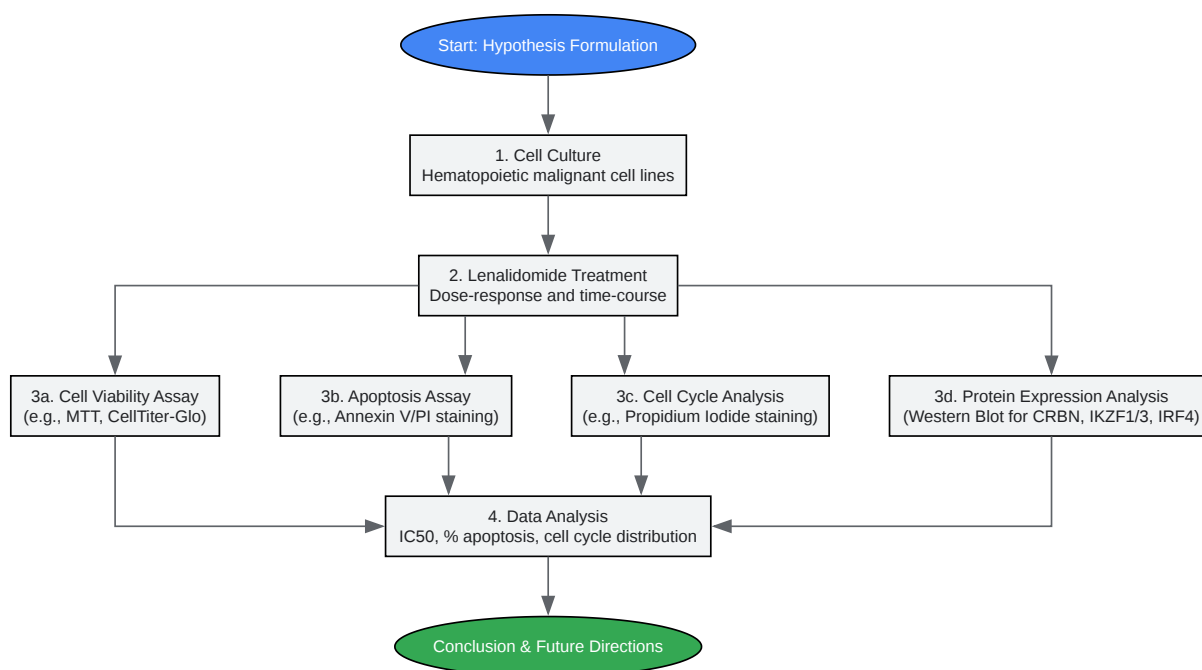 Start: Hypothesis Formulation
1. Cell Culture
Hematopoietic malignant cell lines
2. Lenalidomide Treatment
Dose-response and time-course
3a. Cell Viability Assay
(e.g., MTT, CellTiter-Glo)
3b. Apoptosis Assay
(e.g., Annexin V/PI staining)
3c. Cell Cycle Analysis
(e.g., Propidium Iodide staining)
3d. Protein Expression Analysis
(Western Blot for CRBN, IKZF1/3, IRF4)
4. Data Analysis
IC50, % apoptosis, cell cycle distribution
Conclusion & Future Directions